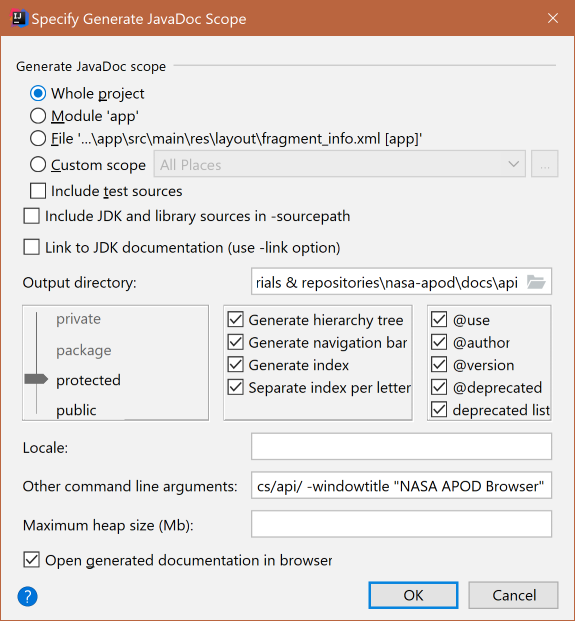 Specify Generate JavaDoc Scope
Generate JavaDoc scope
Whole project
Module 'app'
File '...\app\src\main\res\layout\fragment_info.xml [app]'
Custom scope
All Places
...
Include test sources
Include JDK and library sources in -sourcepath
Link to JDK documentation (use -link option)
Output directory:
rials & repositories\nasa-apod\docs\api
private
package
protected
public
Generate hierarchy tree
Generate navigation bar
Generate index
Separate index per letter
@use
@author
@version
@deprecated
deprecated list
Locale:
Other command line arguments:
cs/api/ -windowtitle "NASA APOD Browser"
Maximum heap size (Mb):
Open generated documentation in browser
?
OK
Cancel